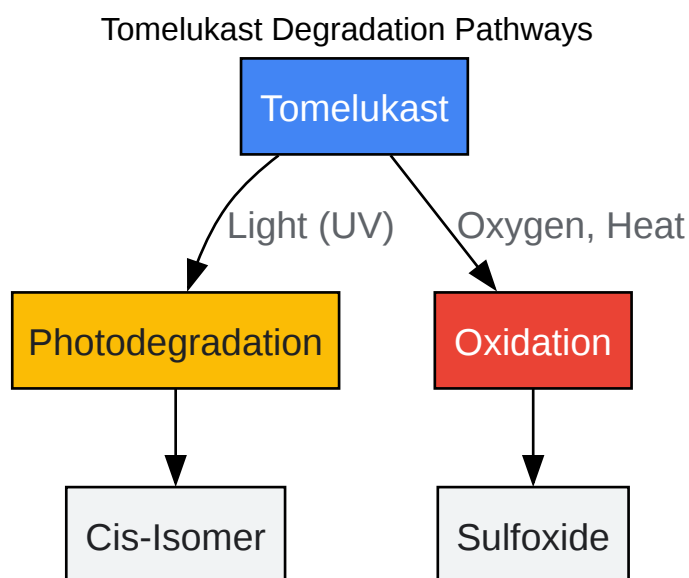 Tomelukast Degradation Pathways
Tomelukast
Light (UV)
Oxygen, Heat
Photodegradation
Oxidation
Cis-Isomer
Sulfoxide